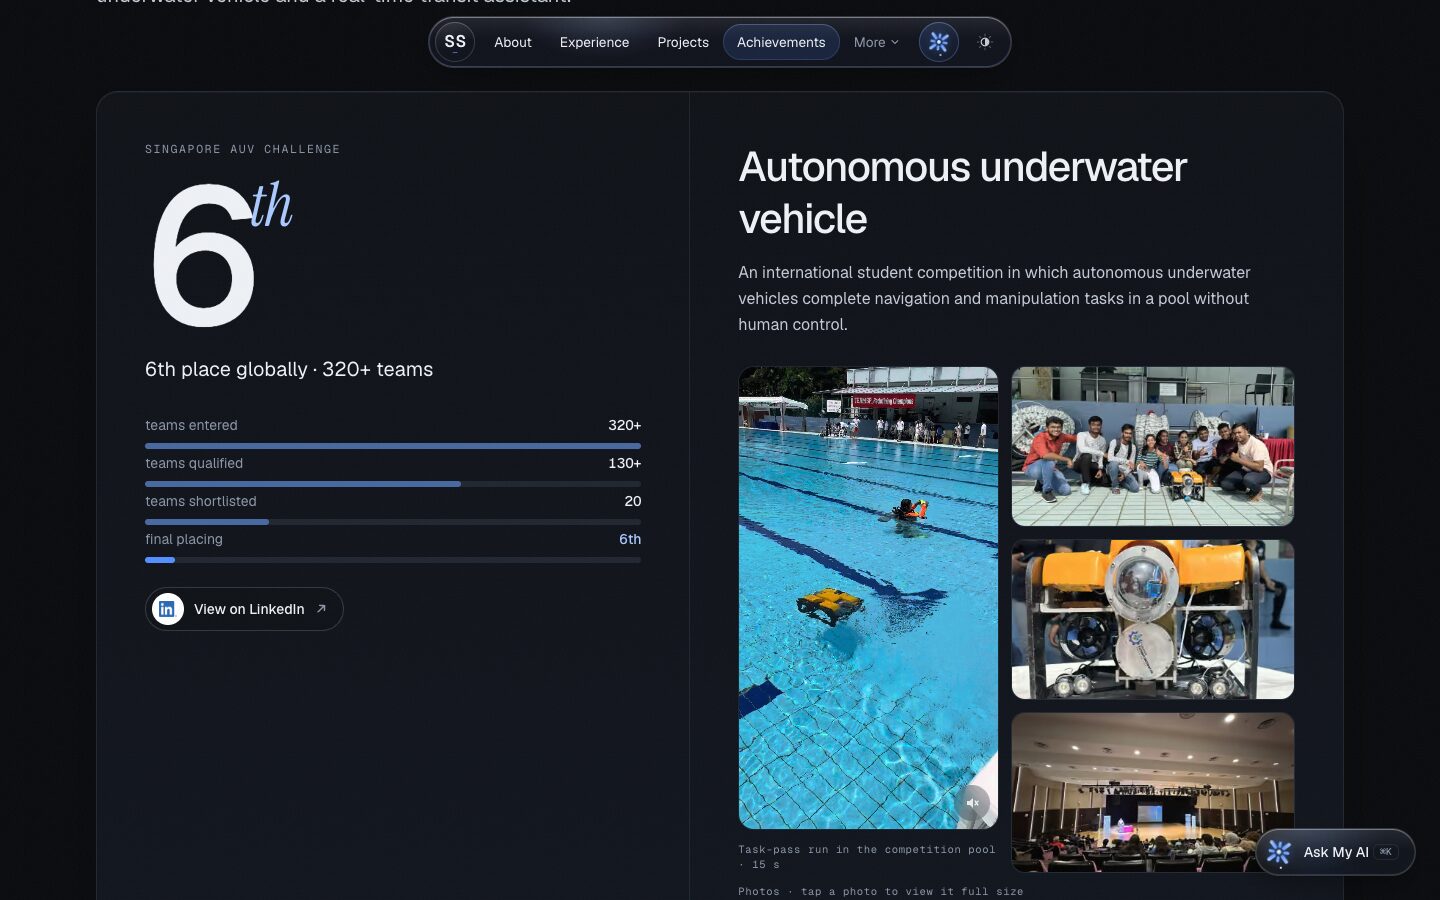 SS
About
Experience
Projects
Achievements
More
SINGAPORE AUV CHALLENGE
6th
6th place globally · 320+ teams
teams entered 320+
teams qualified 130+
teams shortlisted 20
final placing 6th
in View on LinkedIn
Autonomous underwater
vehicle
An international student competition in which autonomous underwater
vehicles complete navigation and manipulation tasks in a pool without
human control.
Task-pass run in the competition pool
· 15 s
Photos · tap a photo to view it full size
Ask My AI ⌘K